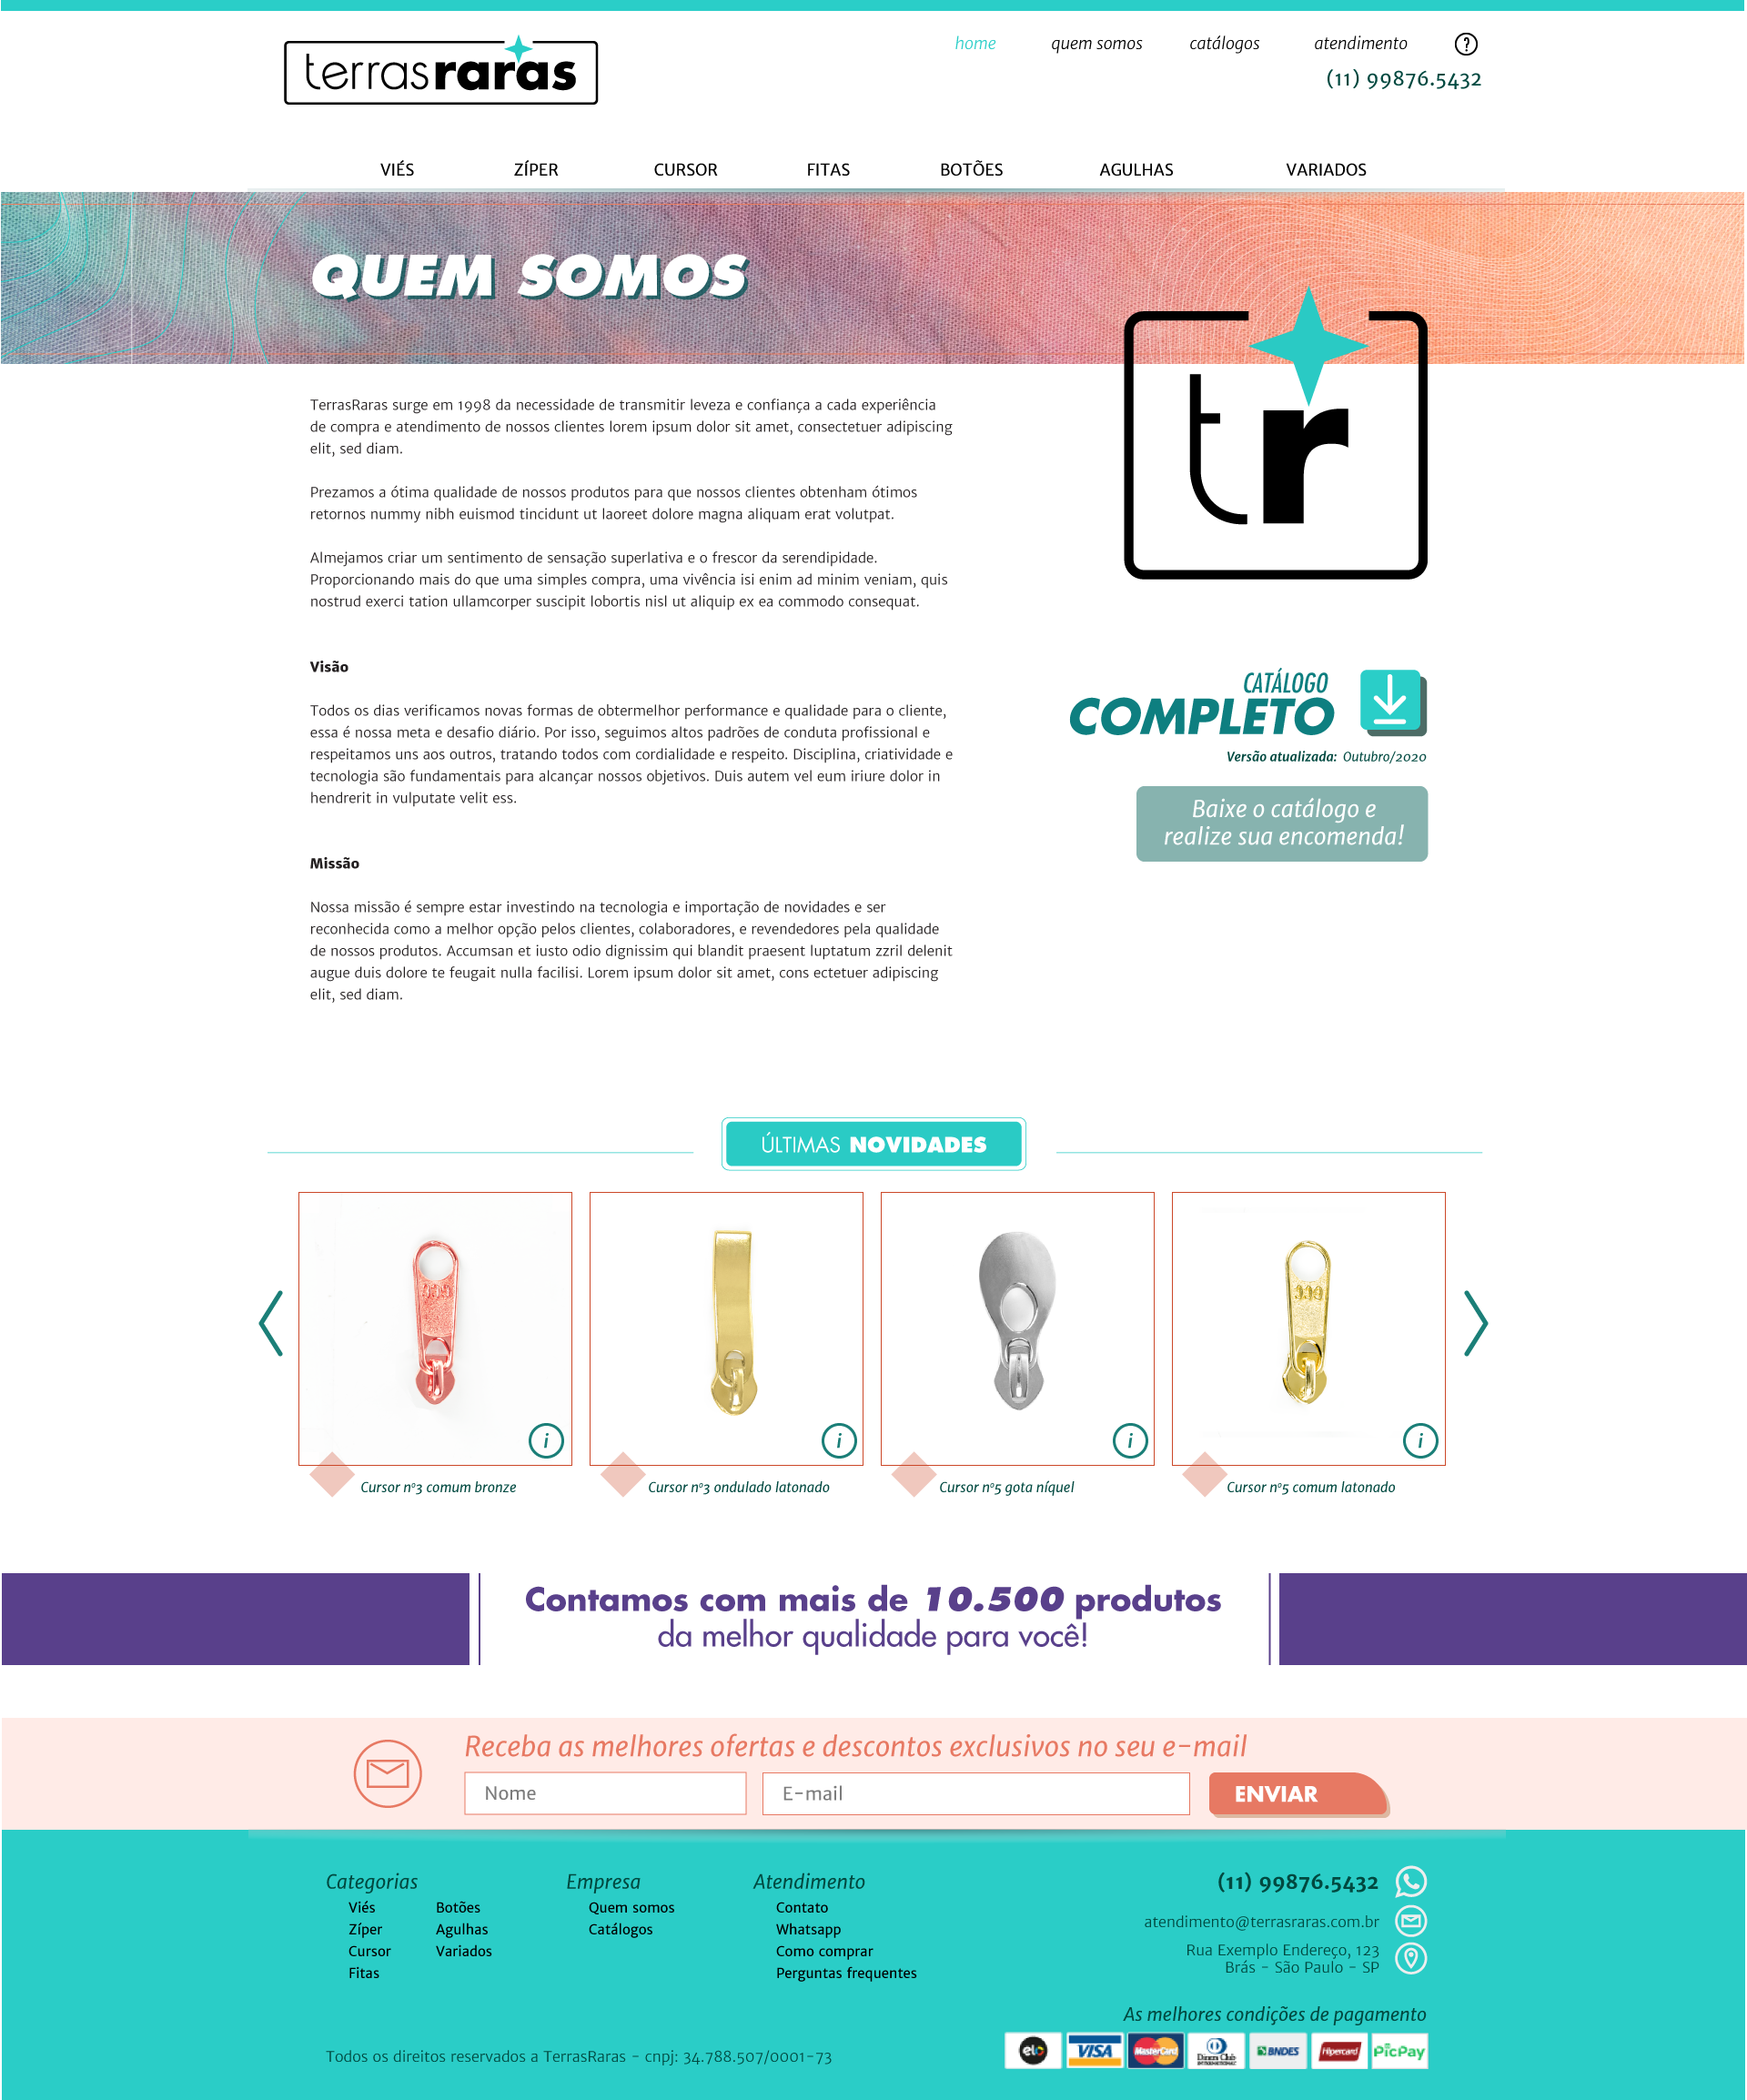 terrasraras
home quem somos catálogos atendimento ?
(11) 99876.5432
VIÉS ZÍPER CURSOR FITAS BOTÕES AGULHAS VARIADOS
QUEM SOMOS
tr
TerrasRaras surge em 1998 da necessidade de transmitir leveza e confiança a cada experiência
de compra e atendimento de nossos clientes lorem ipsum dolor sit amet, consectetuer adipiscing
elit, sed diam.
Prezamos a ótima qualidade de nossos produtos para que nossos clientes obtenham ótimos
retornos nummy nibh euismod tincidunt ut laoreet dolore magna aliquam erat volutpat.
Almejamos criar um sentimento de sensação superlativa e o frescor da serendipidade.
Proporcionando mais do que uma simples compra, uma vivência isi enim ad minim veniam, quis
nostrud exerci tation ullamcorper suscipit lobortis nisl ut aliquip ex ea commodo consequat.
Visão
Todos os dias verificamos novas formas de obtermelhor performance e qualidade para o cliente,
essa é nossa meta e desafio diário. Por isso, seguimos altos padrões de conduta profissional e
respeitamos uns aos outros, tratando todos com cordialidade e respeito. Disciplina, criatividade e
tecnologia são fundamentais para alcançar nossos objetivos. Duis autem vel eum iriure dolor in
hendrerit in vulputate velit ess.
Missão
Nossa missão é sempre estar investindo na tecnologia e importação de novidades e ser
reconhecida como a melhor opção pelos clientes, colaboradores, e revendedores pela qualidade
de nossos produtos. Accumsan et iusto odio dignissim qui blandit praesent luptatum zzril delenit
augue duis dolore te feugait nulla facilisi. Lorem ipsum dolor sit amet, cons ectetuer adipiscing
elit, sed diam.
CATÁLOGO
COMPLETO
Versão atualizada: Outubro/2020
Baixe o catálogo e
realize sua encomenda!
ÚLTIMAS NOVIDADES
i i i i
Cursor nº3 comum bronze
Cursor nº3 ondulado latonado
Cursor nº5 gota níquel
Cursor nº5 comum latonado
Contamos com mais de 10.500 produtos
da melhor qualidade para você!
Receba as melhores ofertas e descontos exclusivos no seu e-mail
Nome E-mail ENVIAR
Categorias
Viés Botões
Zíper Agulhas
Cursor Variados
Fitas
Empresa
Quem somos
Catálogos
Atendimento
Contato
Whatsapp
Como comprar
Perguntas frequentes
(11) 99876.5432
atendimento@terrasraras.com.br
Rua Exemplo Endereço, 123
Brás - São Paulo - SP
As melhores condições de pagamento
elo VISA MasterCard Diners Club INTERNATIONAL BNDES Hipercard PicPay
Todos os direitos reservados a TerrasRaras - cnpj: 34.788.507/0001-73